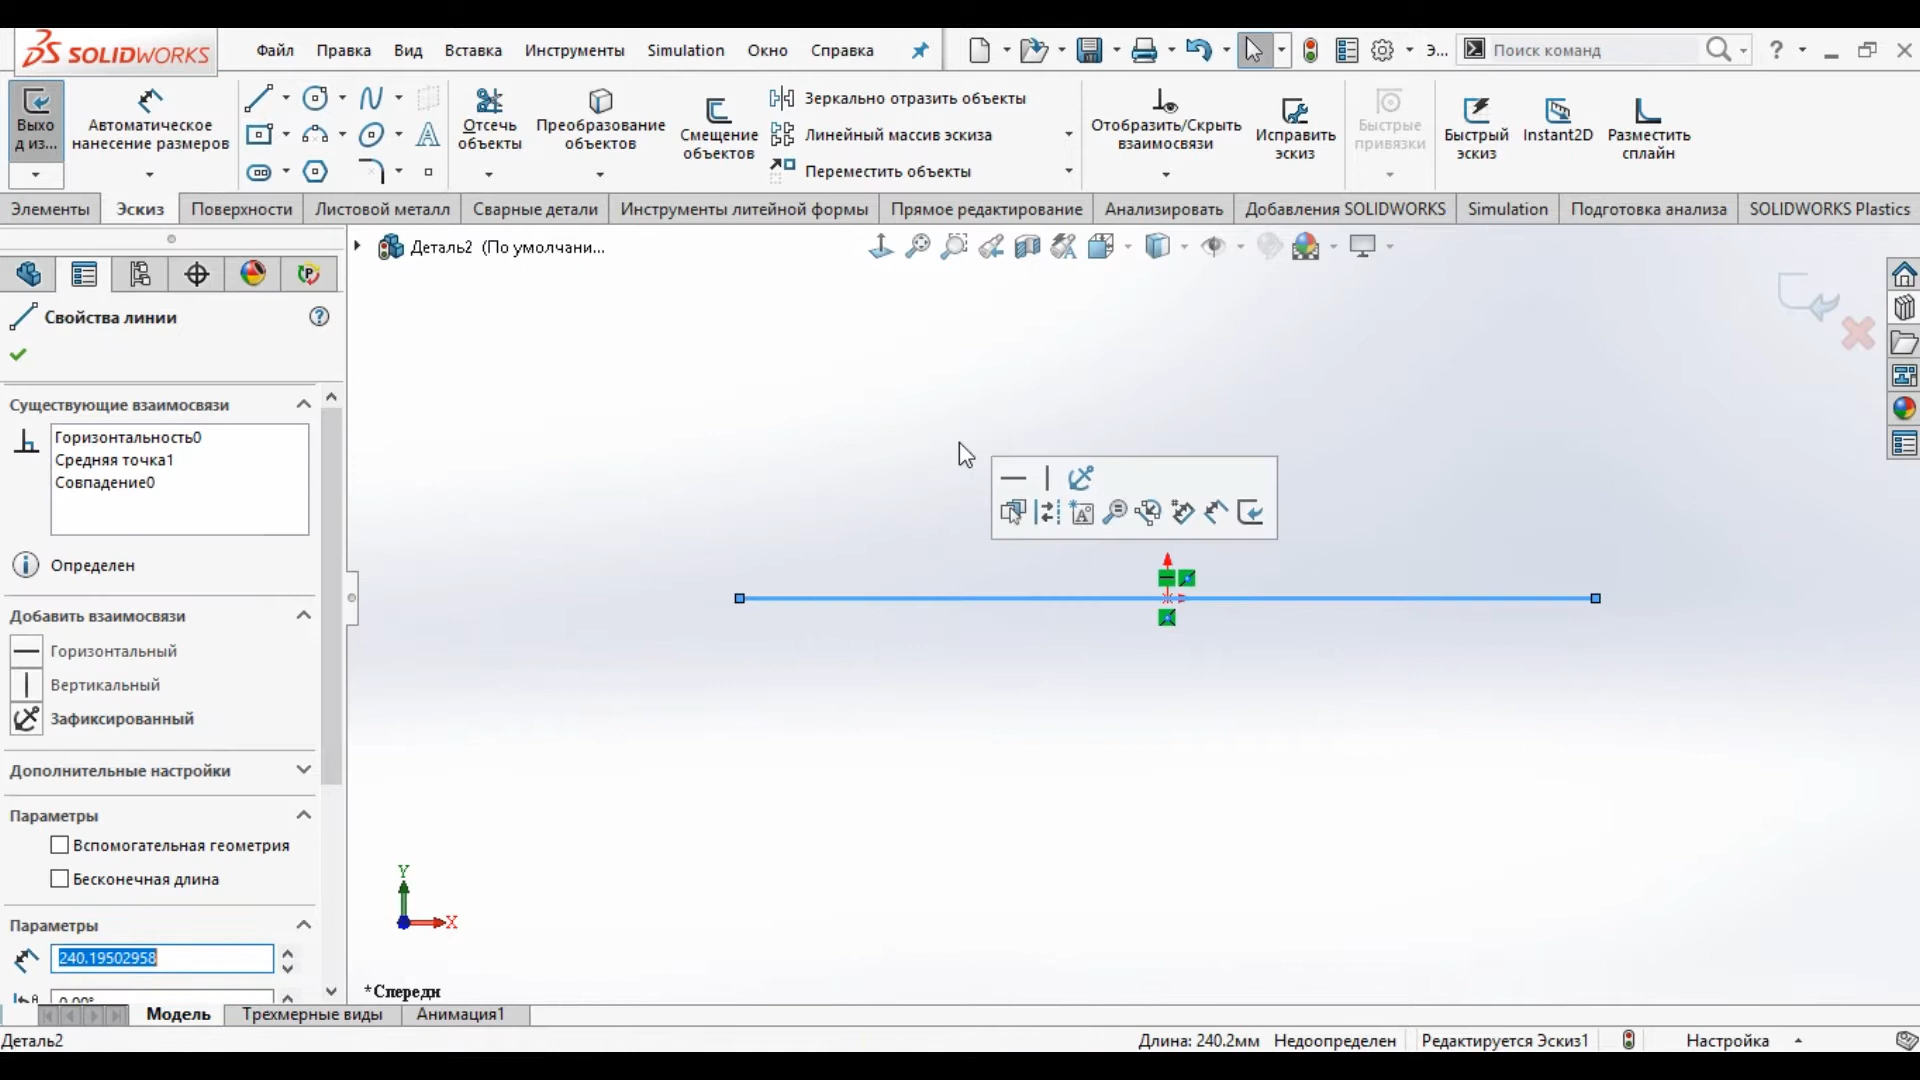 SOLIDWORKS
Файл
Правка
Вид
Вставка
Инструменты
Simulation
Окно
Справка
Э...
Поиск команд
?
Выхо
д из...
Автоматическое
нанесение размеров
Отсечь
объекты
Преобразование
объектов
Смещение
объектов
Зеркально отразить объекты
Линейный массив эскиза
Переместить объекты
Отобразить/Скрыть
взаимосвязи
Исправить
эскиз
Быстрые
привязки
Быстрый
эскиз
Instant2D
Разместить
сплайн
Элементы
Эскиз
Поверхности
Листовой металл
Сварные детали
Инструменты литейной формы
Прямое редактирование
Анализировать
Добавления SOLIDWORKS
Simulation
Подготовка анализа
SOLIDWORKS Plastics
Деталь2 (По умолчани...
Свойства линии
Существующие взаимосвязи
Горизонтальность0
Средняя точка1
Совпадение0
Определен
Добавить взаимосвязи
Горизонтальный
Вертикальный
Зафиксированный
Дополнительные настройки
Параметры
Вспомогательная геометрия
Бесконечная длина
Параметры
240.19502958
0.00°
Y
X
*Спереди
Модель
Трехмерные виды
Анимация1
Деталь2
Длина: 240.2мм
Недоопределен
Редактируется Эскиз1
Настройка